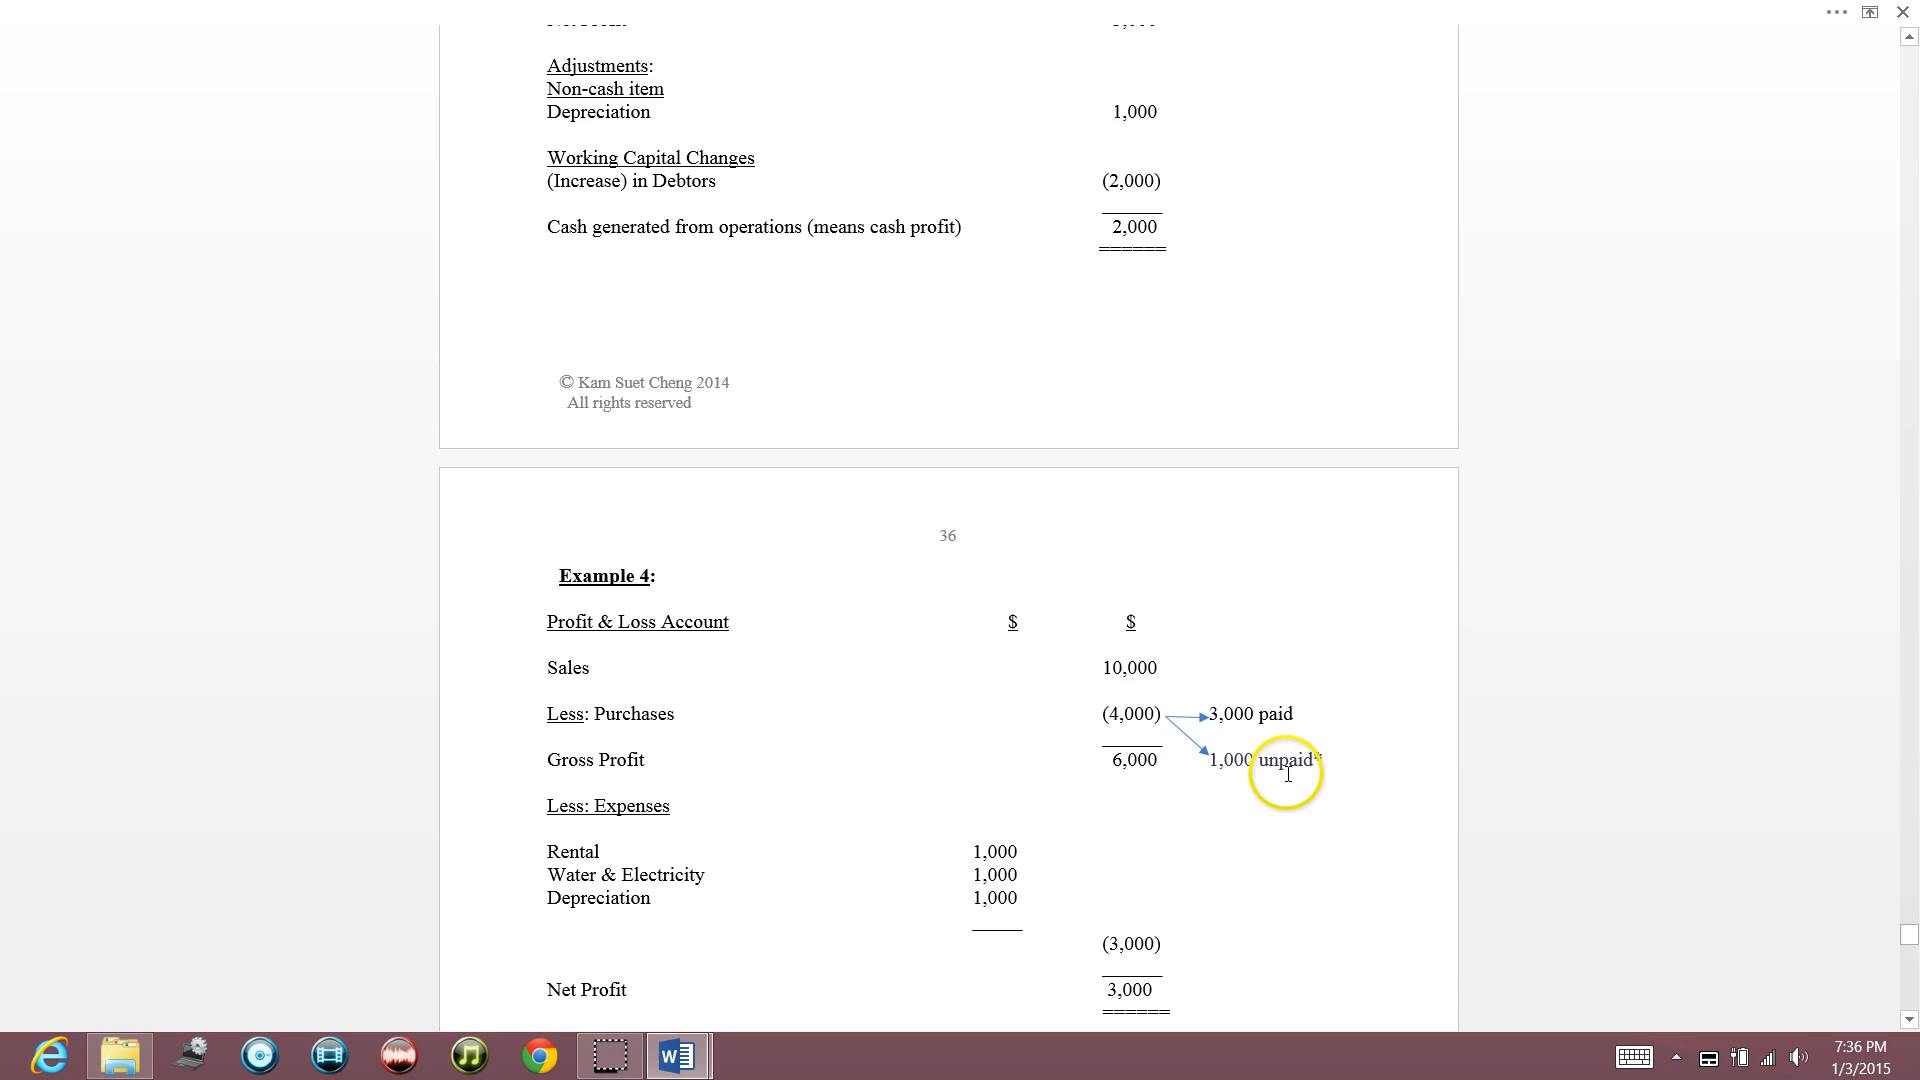 Adjustments:
Non-cash item
Depreciation 1,000
Working Capital Changes
(Increase) in Debtors (2,000)
Cash generated from operations (means cash profit) 2,000
======
© Kam Suet Cheng 2014
All rights reserved
36
Example 4:
Profit & Loss Account $ $
Sales 10,000
Less: Purchases (4,000) 3,000 paid
Gross Profit 6,000 1,000 unpaid*
Less: Expenses
Rental 1,000
Water & Electricity 1,000
Depreciation 1,000
(3,000)
Net Profit 3,000
======
7:36 PM
1/3/2015